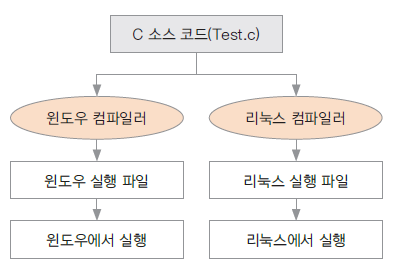 C 소스 코드(Test.c)
윈도우 컴파일러
리눅스 컴파일러
윈도우 실행 파일
리눅스 실행 파일
윈도우에서 실행
리눅스에서 실행